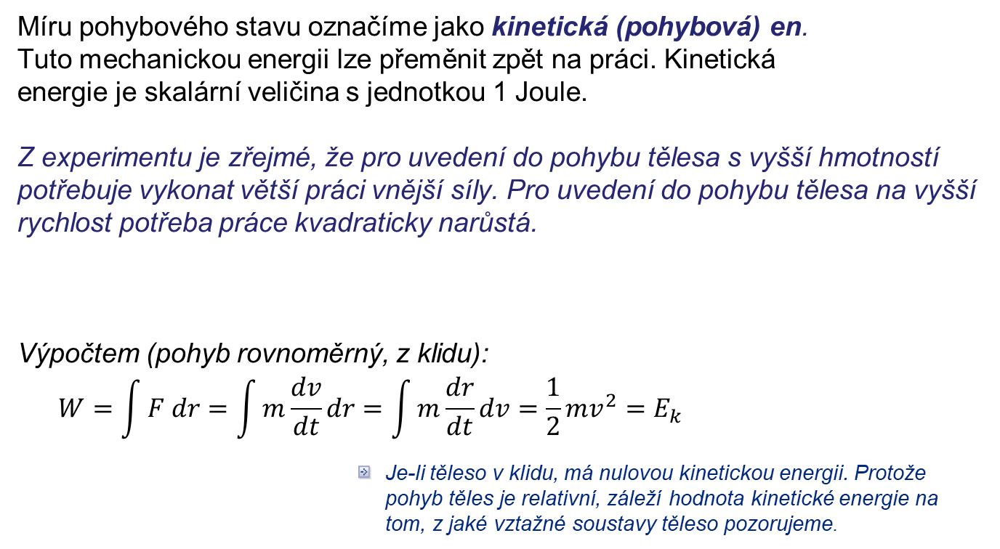 Míru pohybového stavu označíme jako kinetická (pohybová) en.
Tuto mechanickou energii lze přeměnit zpět na práci. Kinetická
energie je skalární veličina s jednotkou 1 Joule.
Z experimentu je zřejmé, že pro uvedení do pohybu tělesa s vyšší hmotností
potřebuje vykonat větší práci vnější síly. Pro uvedení do pohybu tělesa na vyšší
rychlost potřeba práce kvadraticky narůstá.
Výpočtem (pohyb rovnoměrný, z klidu):
W = ∫ F dr = ∫ m dv/dt dr = ∫ m dr/dt dv = 1/2 mv² = Eₖ
Je-li těleso v klidu, má nulovou kinetickou energii. Protože
pohyb těles je relativní, záleží hodnota kinetické energie na
tom, z jaké vztažné soustavy těleso pozorujeme.